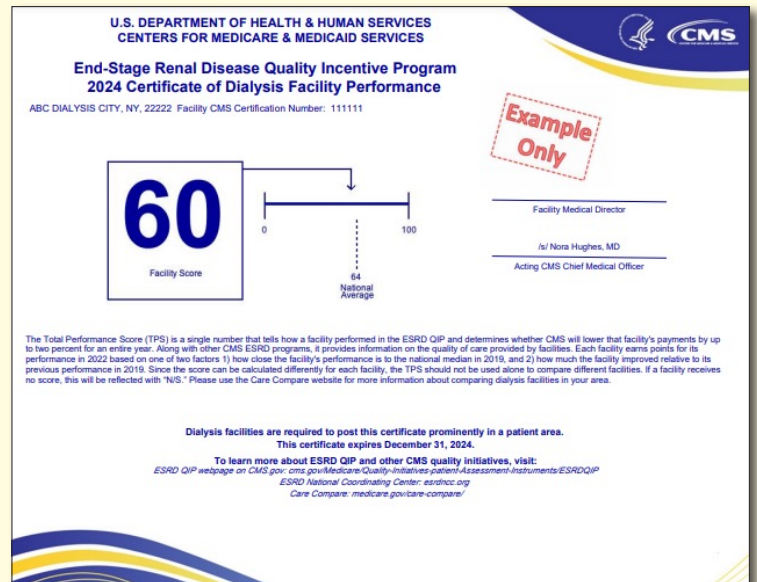 U.S. DEPARTMENT OF HEALTH & HUMAN SERVICES
CENTERS FOR MEDICARE & MEDICAID SERVICES
CMS
End-Stage Renal Disease Quality Incentive Program
2024 Certificate of Dialysis Facility Performance
ABC DIALYSIS CITY, NY, 22222 Facility CMS Certification Number: 111111
Example
Only
60
Facility Score
0
100
64
National
Average
Facility Medical Director
/s/ Nora Hughes, MD
Acting CMS Chief Medical Officer
The Total Performance Score (TPS) is a single number that tells how a facility performed in the ESRD QIP and determines whether CMS will lower that facility's payments by up
to two percent for an entire year. Along with other CMS ESRD programs, it provides information on the quality of care provided by facilities. Each facility earns points for its
performance in 2022 based on one of two factors 1) how close the facility's performance is to the national median in 2019, and 2) how much the facility improved relative to its
previous performance in 2019. Since the score can be calculated differently for each facility, the TPS should not be used alone to compare different facilities. If a facility receives
no score, this will be reflected with “N/S.” Please use the Care Compare website for more information about comparing dialysis facilities in your area.
Dialysis facilities are required to post this certificate prominently in a patient area.
This certificate expires December 31, 2024.
To learn more about ESRD QIP and other CMS quality initiatives, visit:
ESRD QIP webpage on CMS.gov: cms.gov/Medicare/Quality-Initiatives-patient-Assessment-Instruments/ESRDQIP
ESRD National Coordinating Center: esrdncc.org
Care Compare: medicare.gov/care-compare/